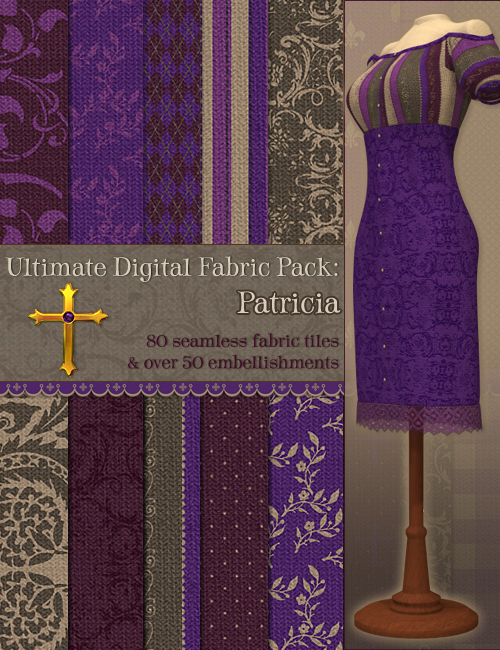 Ultimate Digital Fabric Pack:
Patricia
80 seamless fabric tiles
& over 50 embellishments